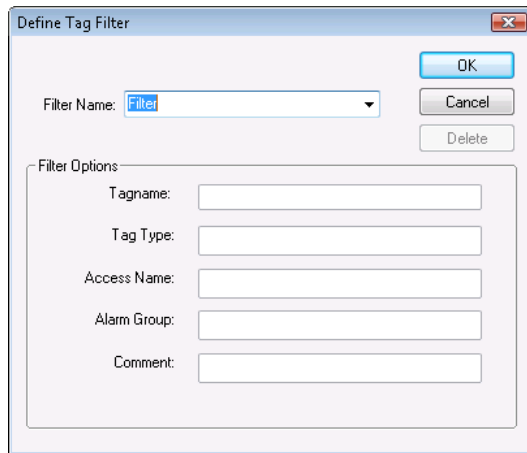 Define Tag Filter
OK
Filter Name: Filter
Cancel
Delete
Filter Options
Tagname:
Tag Type:
Access Name:
Alarm Group:
Comment: